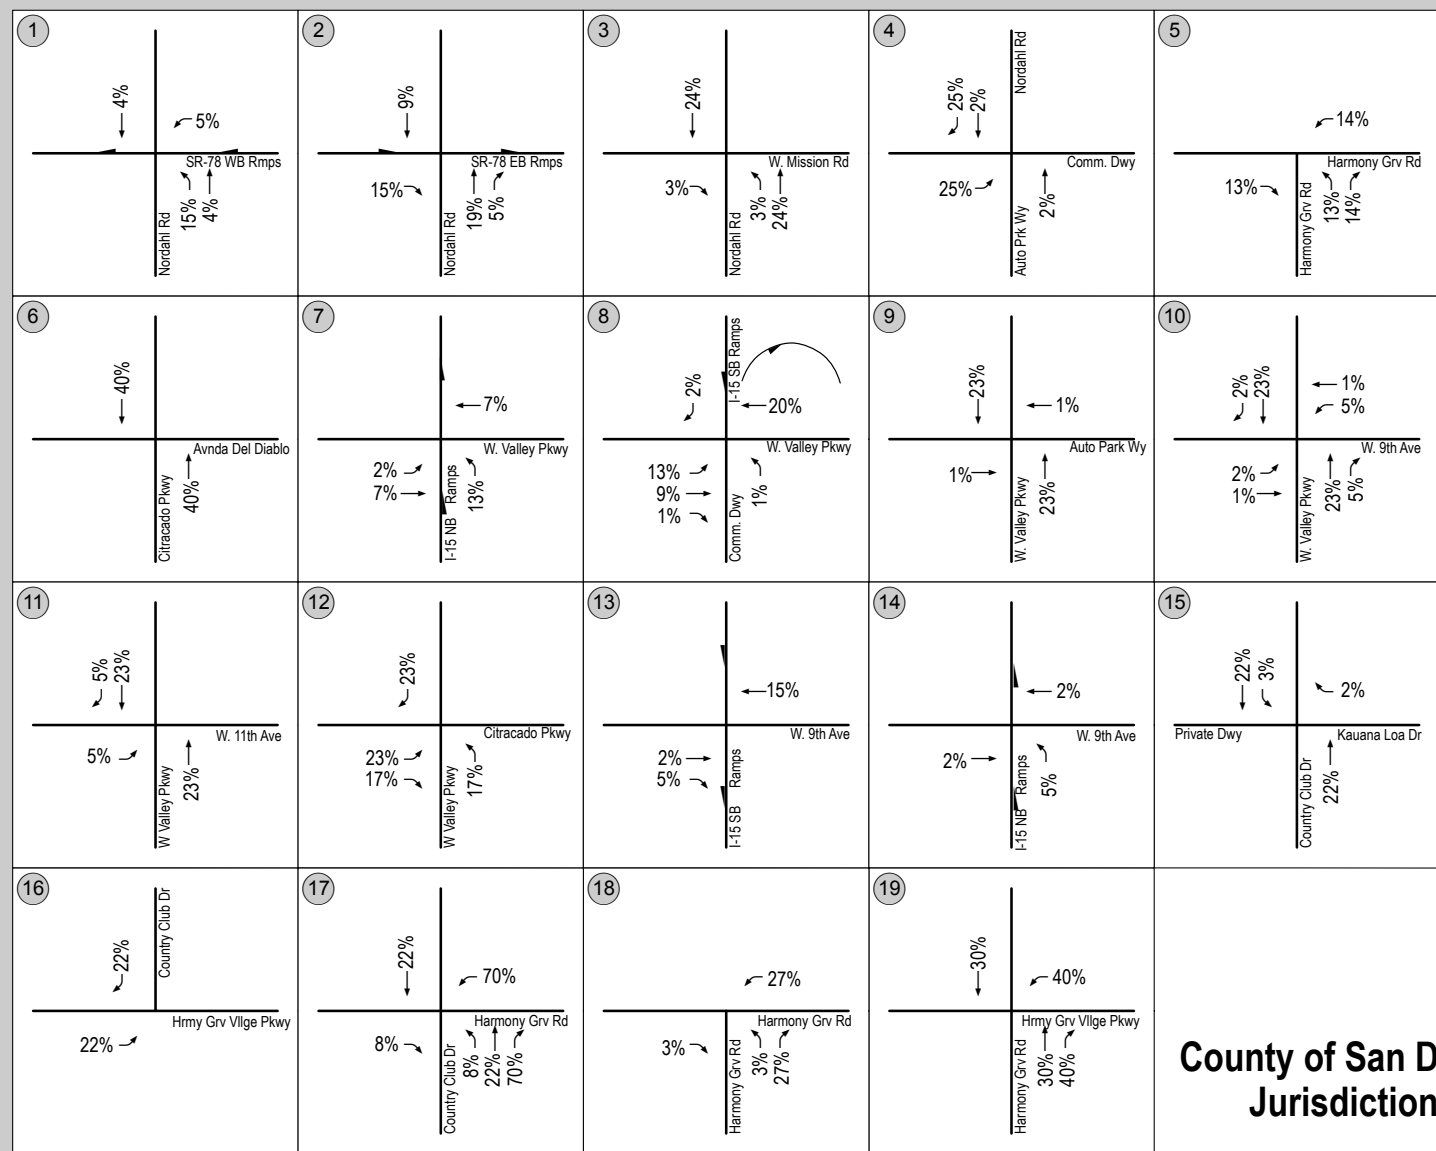 1
4%
5%
SR-78 WB Rmps
15%
4%
Nordahl Rd
2
9%
SR-78 EB Rmps
15%
19%
5%
Nordahl Rd
3
24%
W. Mission Rd
3%
3%
24%
Nordahl Rd
4
25%
2%
Nordahl Rd
Comm. Dwy
25%
2%
Auto Prk Wy
5
14%
Harmony Grv Rd
13%
13%
14%
Harmony Grv Rd
6
40%
Avnda Del Diablo
40%
Citracado Pkwy
7
7%
W. Valley Pkwy
2%
7%
13%
I-15 NB Ramps
8
2%
I-15 SB Ramps
20%
W. Valley Pkwy
13%
9%
1%
1%
Comm. Dwy
9
23%
1%
Auto Park Wy
1%
23%
W. Valley Pkwy
10
2%
23%
1%
5%
W. 9th Ave
2%
1%
23%
5%
W. Valley Pkwy
11
5%
23%
W. 11th Ave
5%
23%
W Valley Pkwy
12
23%
Citracado Pkwy
23%
17%
17%
W Valley Pkwy
13
15%
W. 9th Ave
2%
5%
I-15 SB Ramps
14
2%
W. 9th Ave
2%
5%
I-15 NB Ramps
15
22%
3%
2%
Private Dwy
Kauana Loa Dr
22%
Country Club Dr
16
22%
Country Club Dr
Hrmy Grv Vllge Pkwy
22%
17
22%
70%
Harmony Grv Rd
8%
8%
22%
70%
Country Club Dr
18
27%
Harmony Grv Rd
3%
3%
27%
Harmony Grv Rd
19
30%
40%
Hrmy Grv Vllge Pkwy
30%
40%
Harmony Grv Rd
County of San D
Jurisdiction